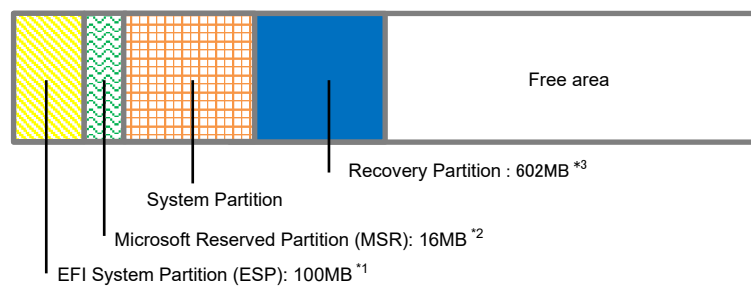 Free area
Recovery Partition : 602MB *3
System Partition
Microsoft Reserved Partition (MSR): 16MB *2
EFI System Partition (ESP): 100MB *1